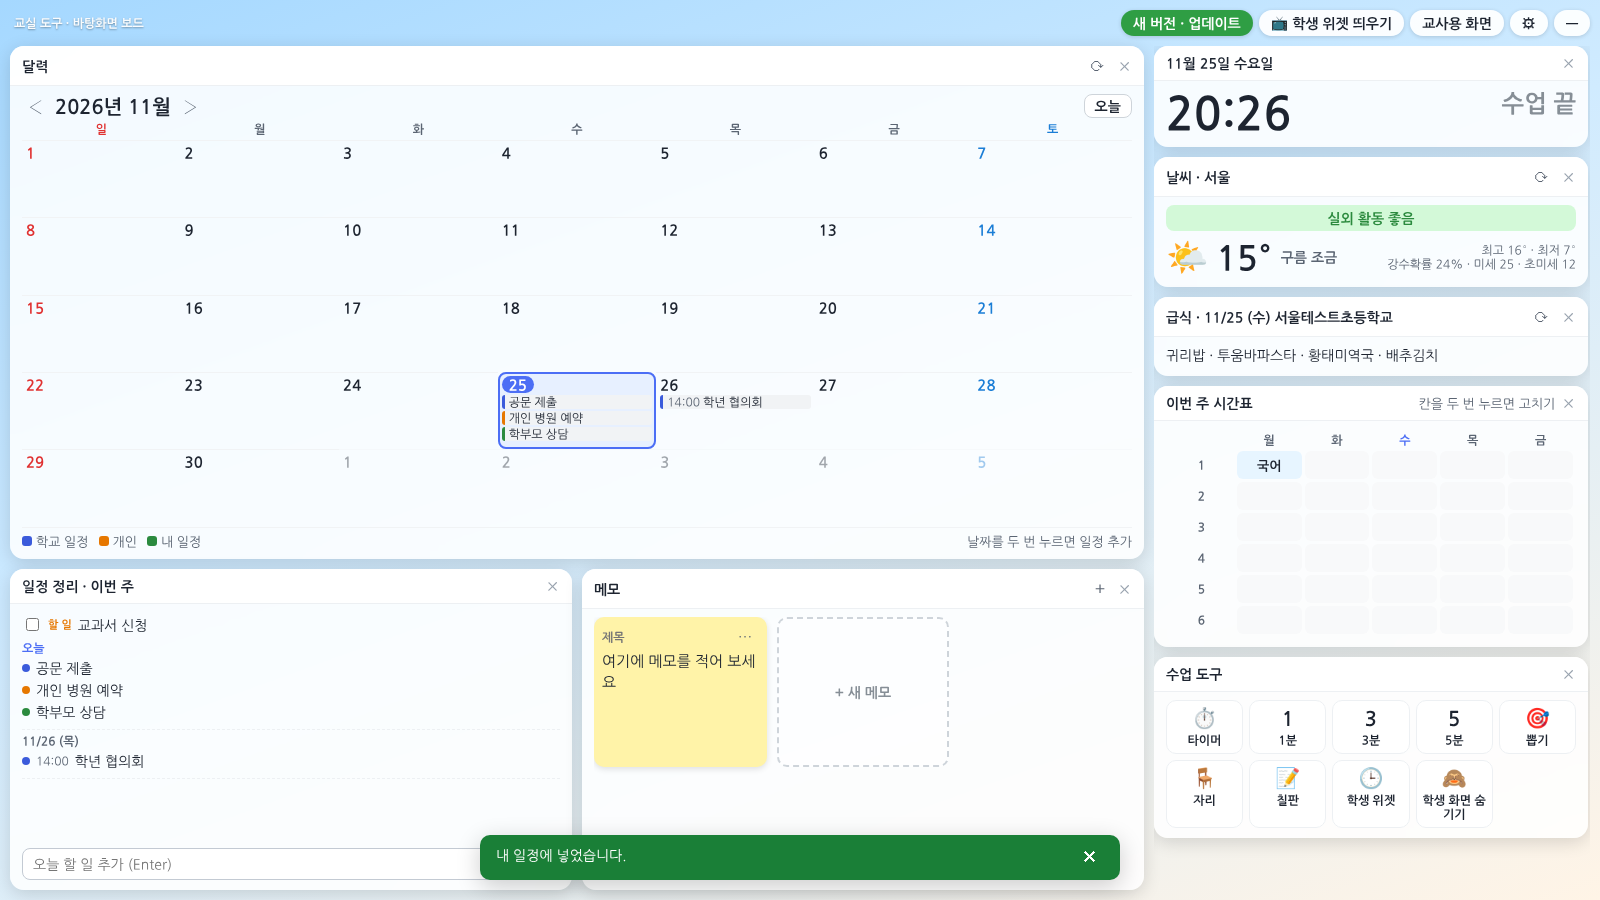 교실 도구 · 바탕화면 보드
새 버전 · 업데이트
📺 학생 위젯 띄우기
교사용 화면
달력
2026년 11월
오늘
일 월 화 수 목 금 토
1 2 3 4 5 6 7
8 9 10 11 12 13 14
15 16 17 18 19 20 21
22 23 24 25 26 27 28
공문 제출
개인 병원 예약
학부모 상담
14:00 학년 협의회
29 30 1 2 3 4 5
학교 일정 개인 내 일정
날짜를 두 번 누르면 일정 추가
일정 정리 · 이번 주
할 일 교과서 신청
오늘
공문 제출
개인 병원 예약
학부모 상담
11/26 (목)
14:00 학년 협의회
오늘 할 일 추가 (Enter)
메모
제목
여기에 메모를 적어 보세
요
+ 새 메모
내 일정에 넣었습니다.
11월 25일 수요일
20:26
수업 끝
날씨 · 서울
실외 활동 좋음
15° 구름 조금
최고 16° · 최저 7°
강수확률 24% · 미세 25 · 초미세 12
급식 · 11/25 (수) 서울테스트초등학교
귀리밥 · 투움바파스타 · 황태미역국 · 배추김치
이번 주 시간표
칸을 두 번 누르면 고치기
월 화 수 목 금
1 국어
2
3
4
5
6
수업 도구
타이머
1
1분
3
3분
5
5분
뽑기
자리
칠판
학생 위젯
학생 화면 숨
기기